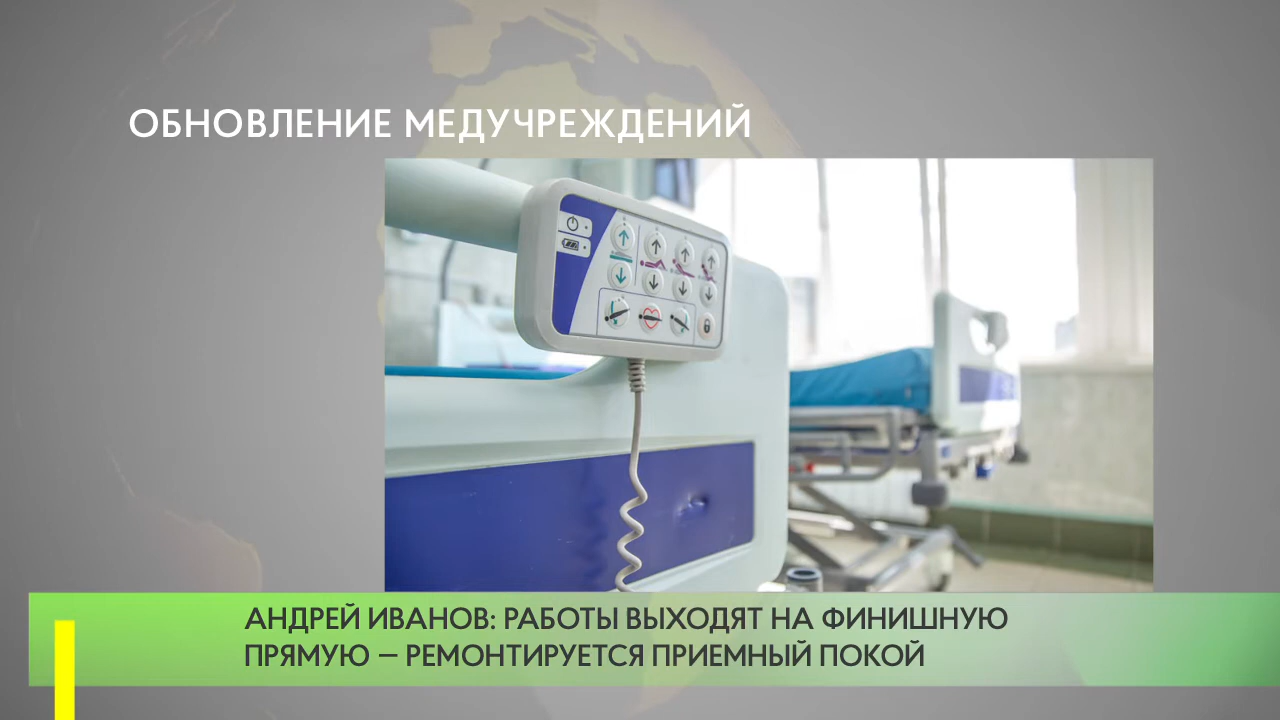 ОБНОВЛЕНИЕ МЕДУЧРЕЖДЕНИЙ
АНДРЕЙ ИВАНОВ: РАБОТЫ ВЫХОДЯТ НА ФИНИШНУЮ
ПРЯМУЮ – РЕМОНТИРУЕТСЯ ПРИЕМНЫЙ ПОКОЙ